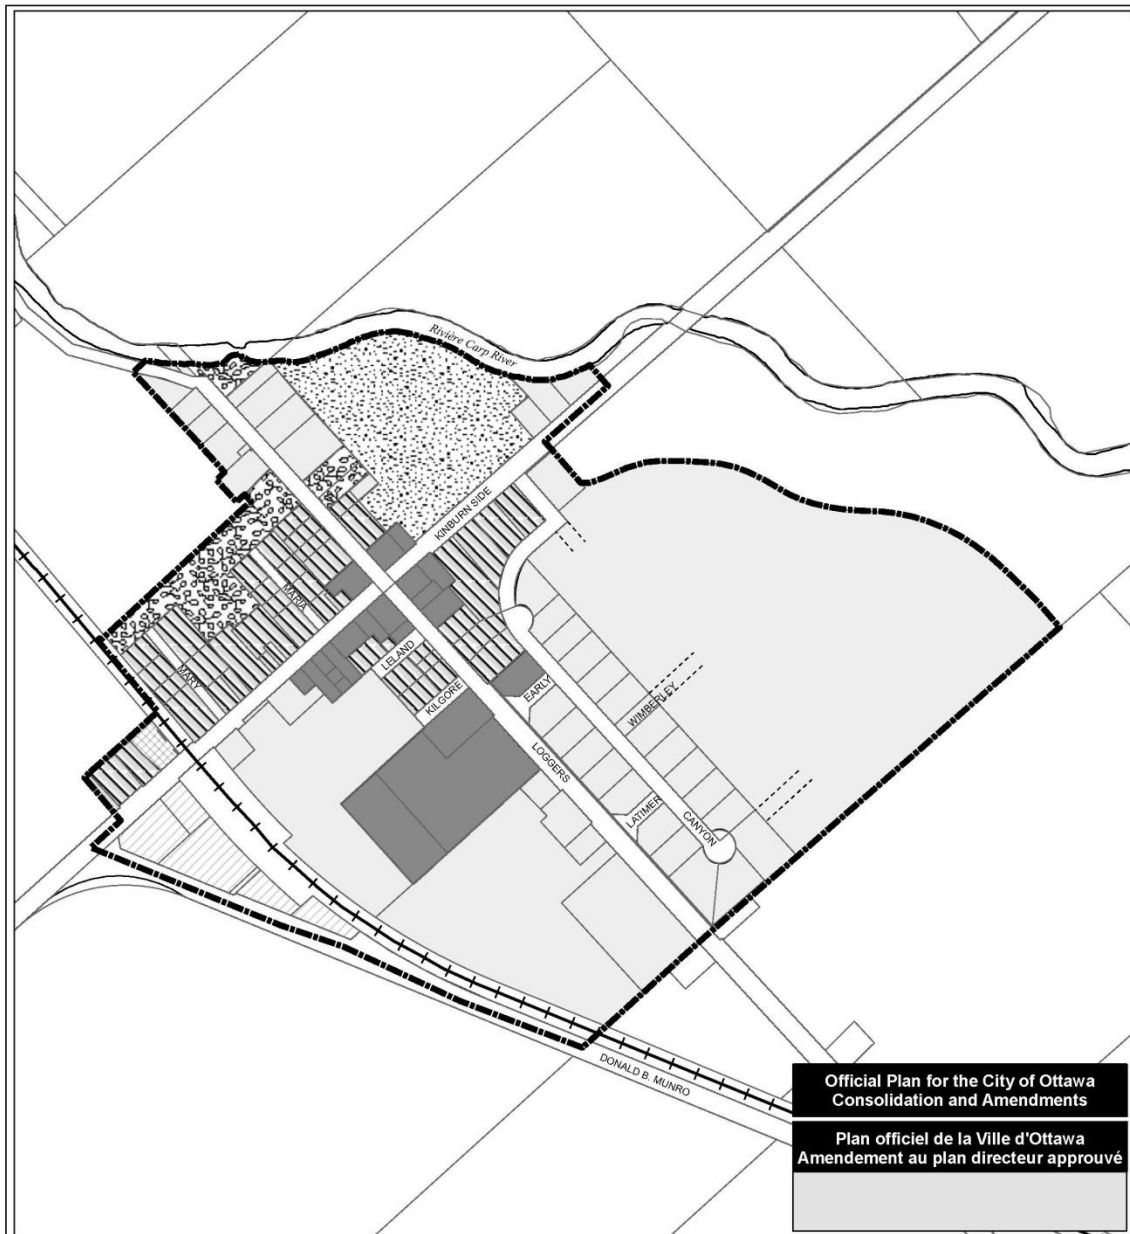 Rivière Carp River
KINBURN SIDE
MARIA
MARY
LELAND
KILGORE
EARLY
WIMBERLEY
LOGGERS
LATIMER
CANYON
DONALD B. MUNRO
Official Plan for the City of Ottawa
Consolidation and Amendments
Plan officiel de la Ville d'Ottawa
Amendement au plan directeur approuvé